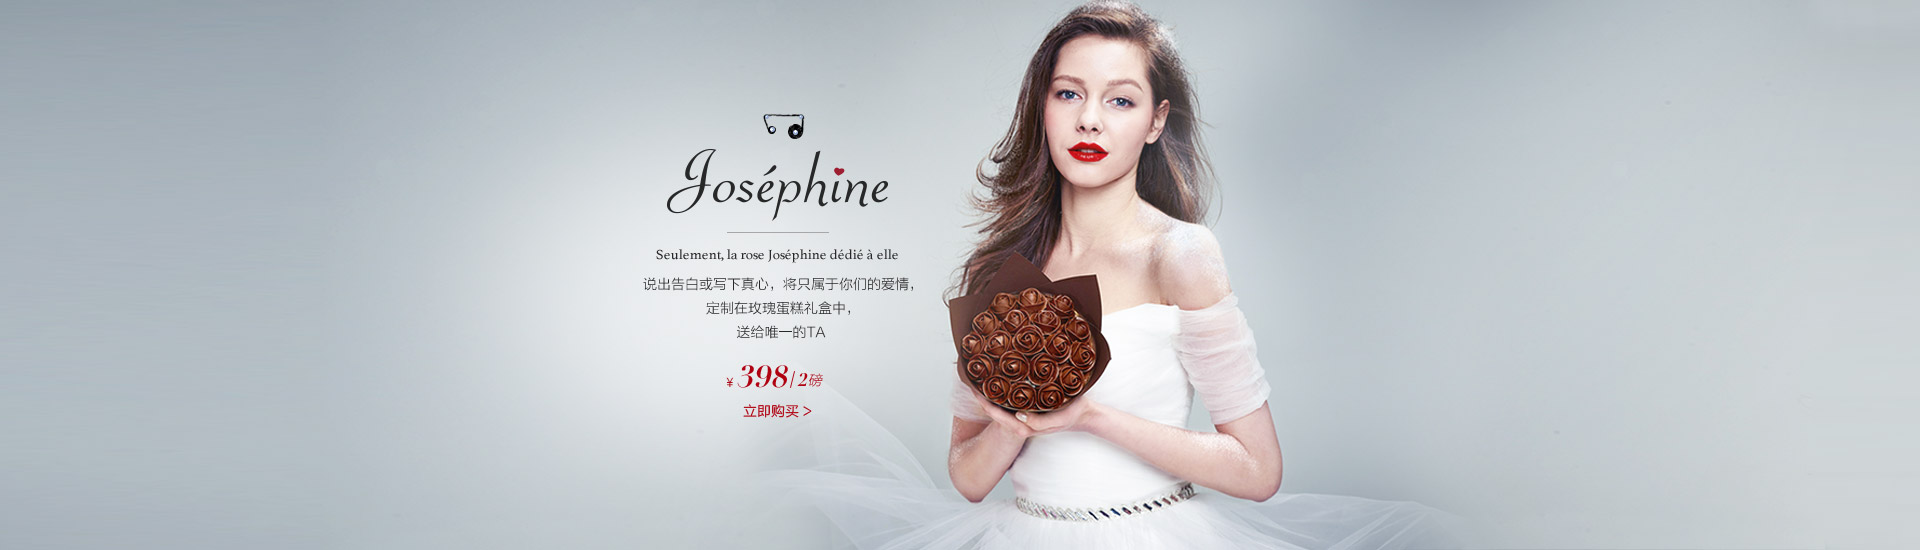 Joséphine
Seulement, la rose Joséphine dédié à elle
说出告白或写下真心，将只属于你们的爱情，
定制在玫瑰蛋糕礼盒中，
送给唯一的TA
¥ 398/2磅
立即购买 >